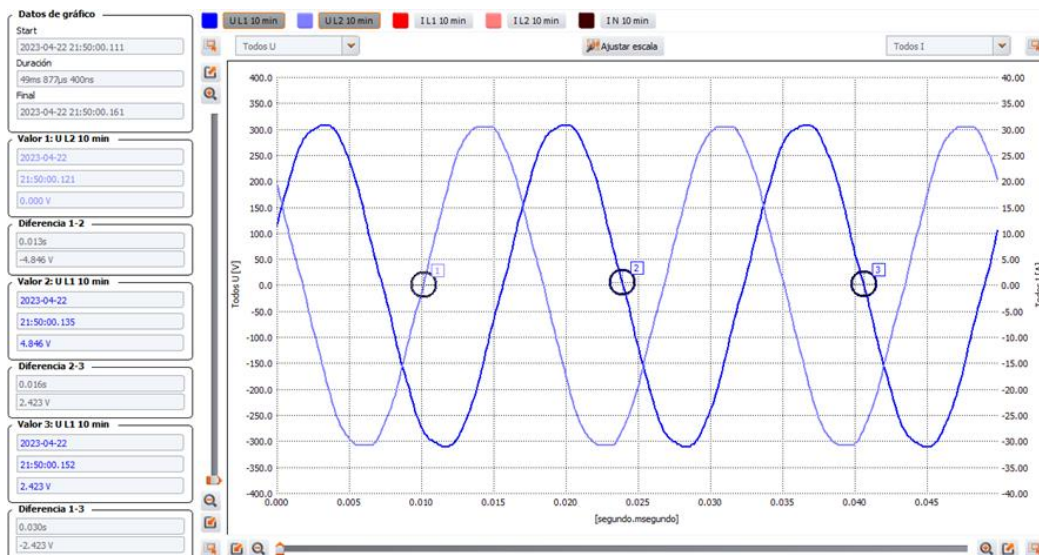 Datos de gráfico
Start
2023-04-22 21:50:00.111
Duración
49ms 877µs 400ns
Final
2023-04-22 21:50:00.161
Valor 1: U L2 10 min
2023-04-22
21:50:00.121
0.000 V
Diferencia 1-2
0.013s
-4.846 V
Valor 2: U L1 10 min
2023-04-22
21:50:00.135
4.846 V
Diferencia 2-3
0.016s
2.423 V
Valor 3: U L1 10 min
2023-04-22
21:50:00.152
2.423 V
Diferencia 1-3
0.030s
-2.423 V
U L1 10 min U L2 10 min I L1 10 min I L2 10 min I N 10 min
Todos U Ajustar escala Todos I
400.0 40.00
350.0 35.00
300.0 30.00
250.0 25.00
200.0 20.00
150.0 15.00
100.0 10.00
50.0 5.00
0.0 0.00
-50.0 -5.00
-100.0 -10.00
-150.0 -15.00
-200.0 -20.00
-250.0 -25.00
-300.0 -30.00
-350.0 -35.00
-400.0 -40.00
Todos U [V]
Todos I [A]
1 2 3
0.000 0.005 0.010 0.015 0.020 0.025 0.030 0.035 0.040 0.045
[segundo.msegundo]